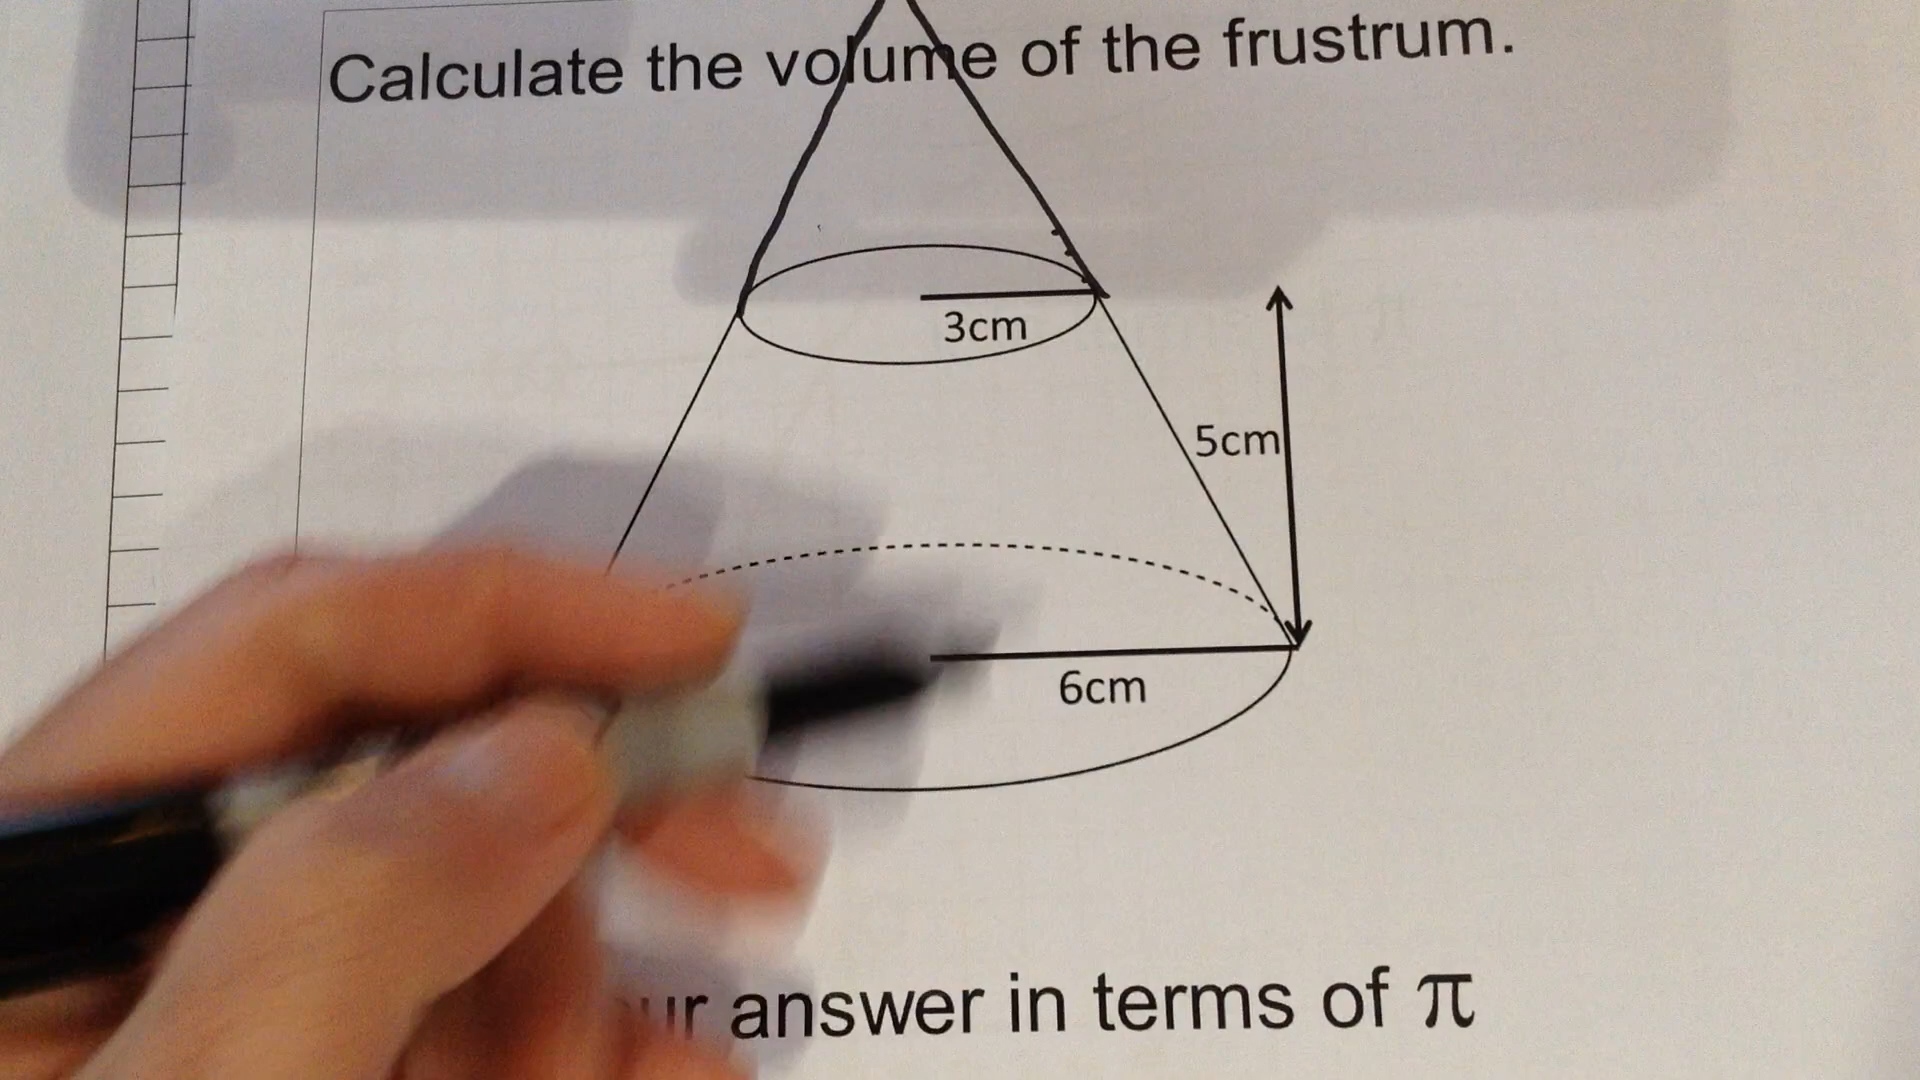 Calculate the volume of the frustrum.
3cm
5cm
6cm
answer in terms of π